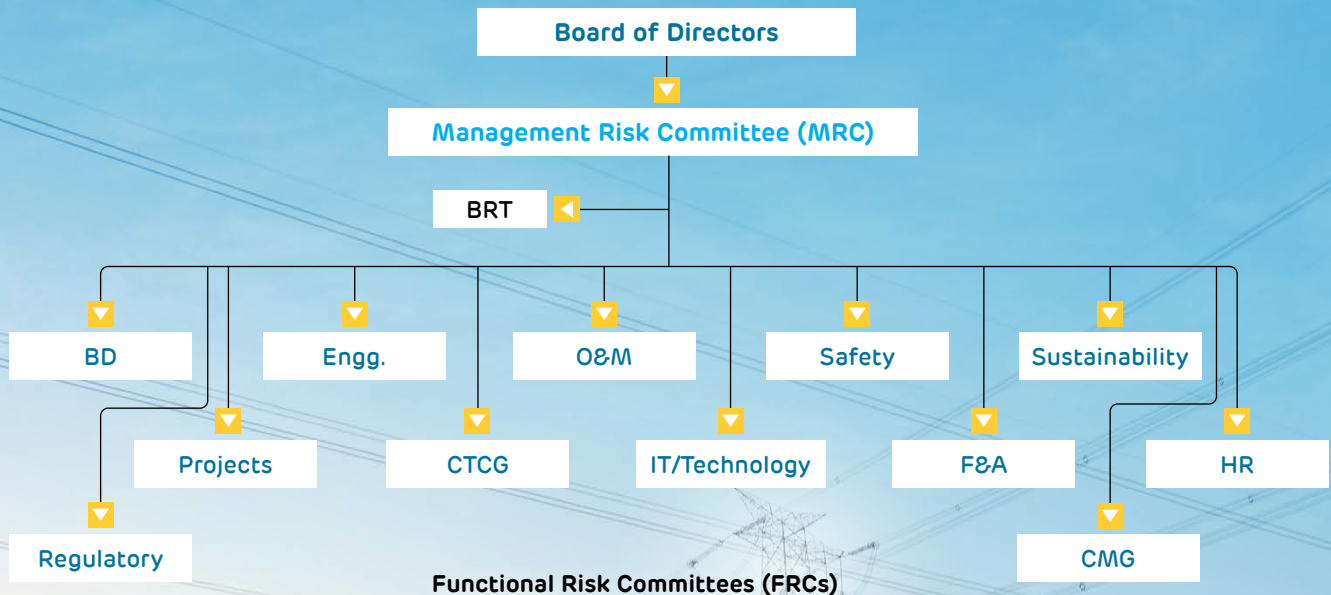 Board of Directors
Management Risk Committee (MRC)
BRT
BD
Engg.
O&M
Safety
Sustainability
Projects
CTCG
IT/Technology
F&A
HR
Regulatory
CMG
Functional Risk Committees (FRCs)